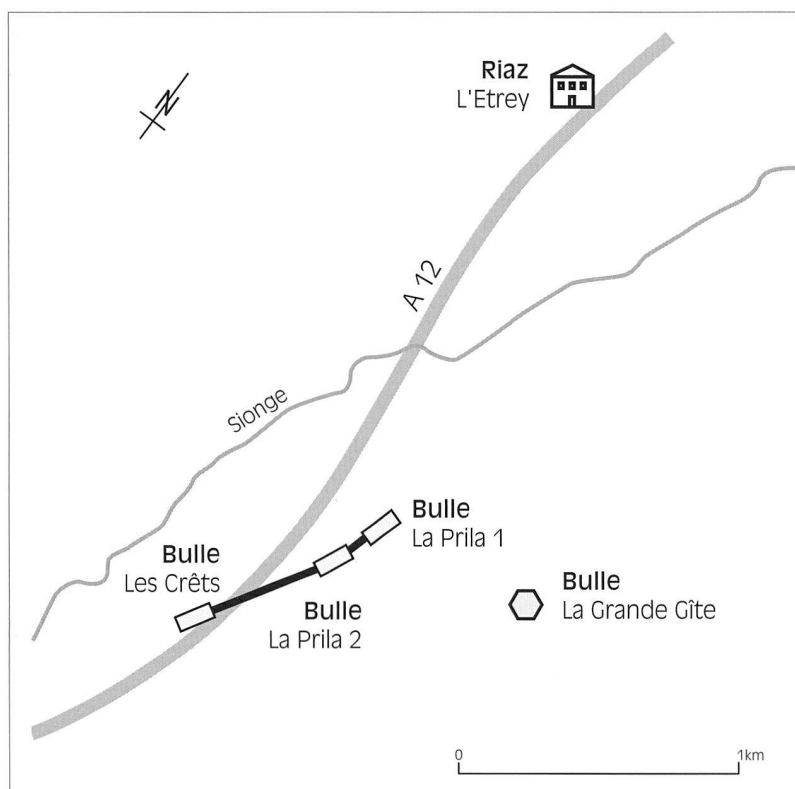 Riaz
L'Etrey
N
A 12
Sionge
Bulle
La Prila 1
Bulle
Les Crêts
Bulle
La Prila 2
Bulle
La Grande Gîte
0
1km